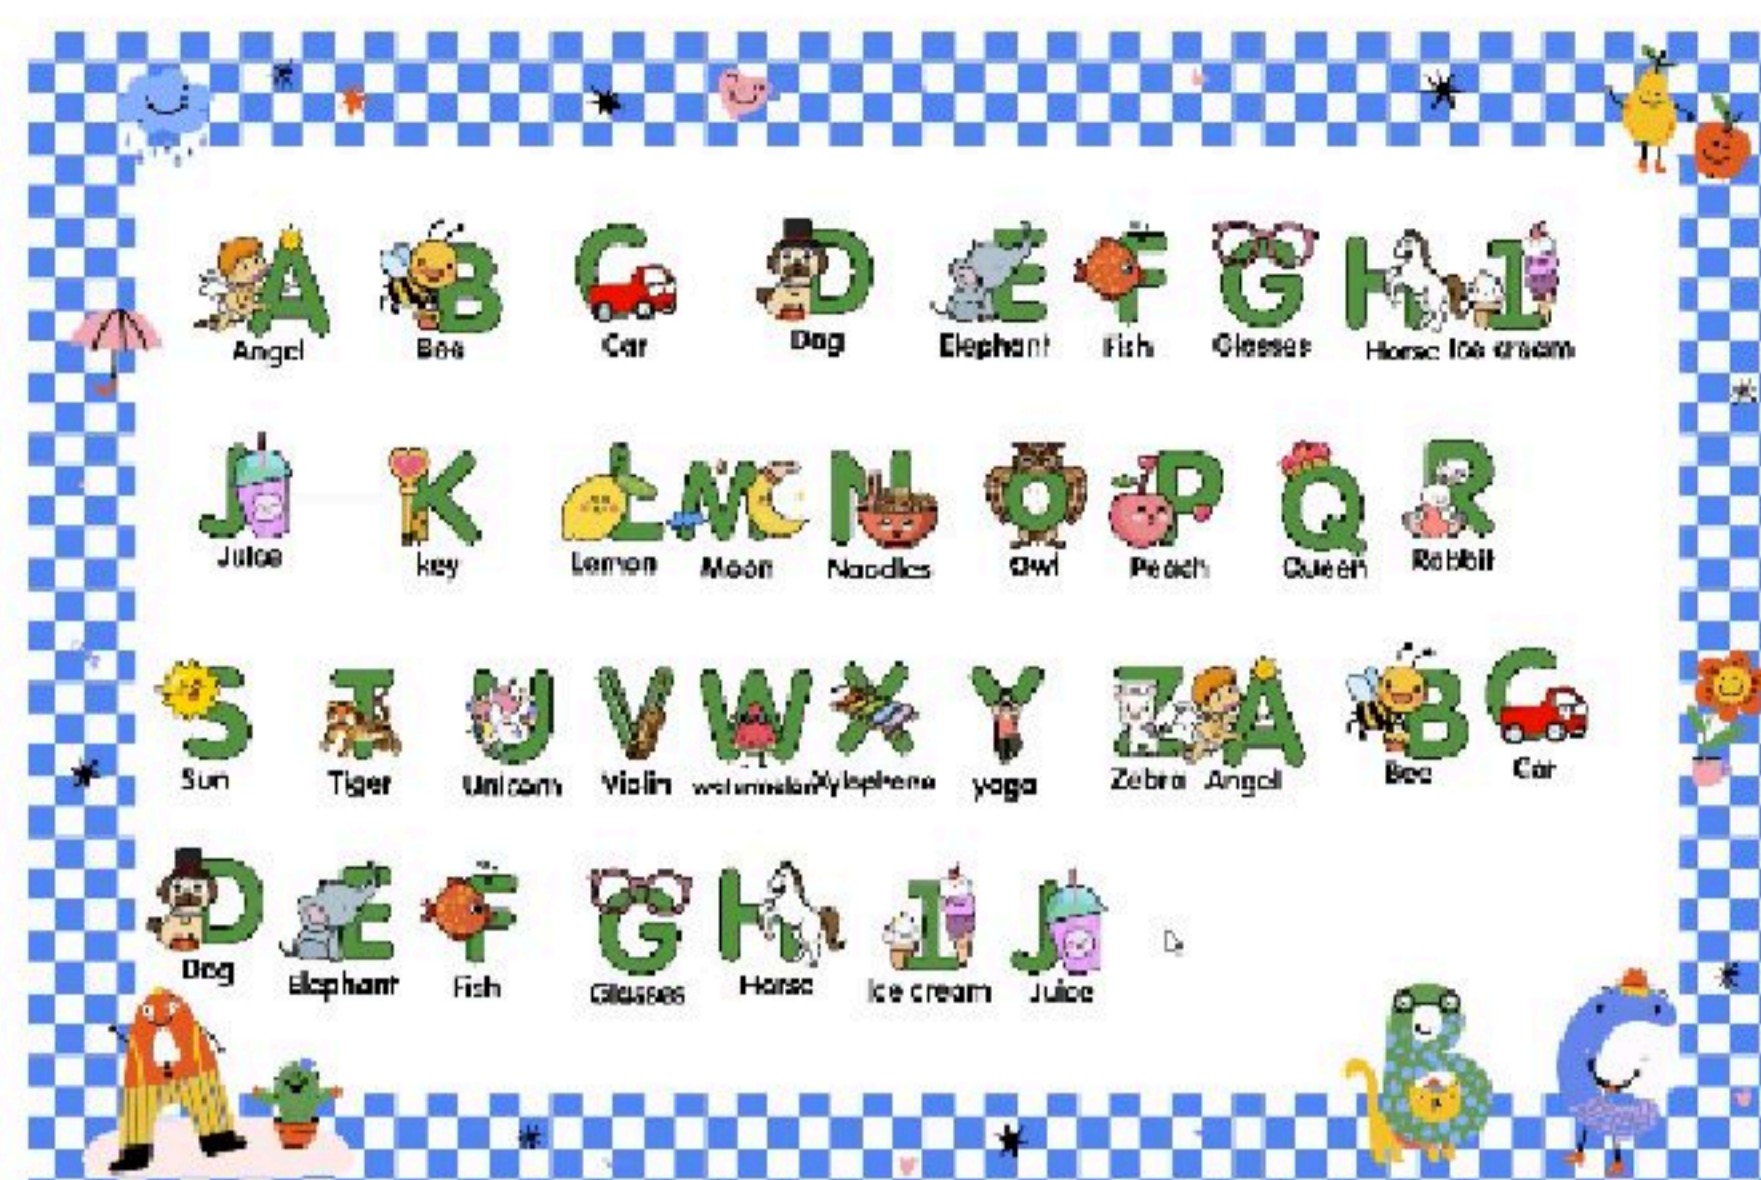 A B C D E F G H I
Angel Bee Car Dog Elephant Fish Glasses Horse Ice cream
J K L M N O P Q R
Juice key Lemon Moon Noodles Owl Peach Queen Rabbit
S T U V W X Y Z A B C
Sun Tiger Unicorn Violin watermelon Xylophone yoga Zebra Angel Bee Car
D E F G H I J
Dog Elephant Fish Glasses Horse Ice cream Juice
A B C